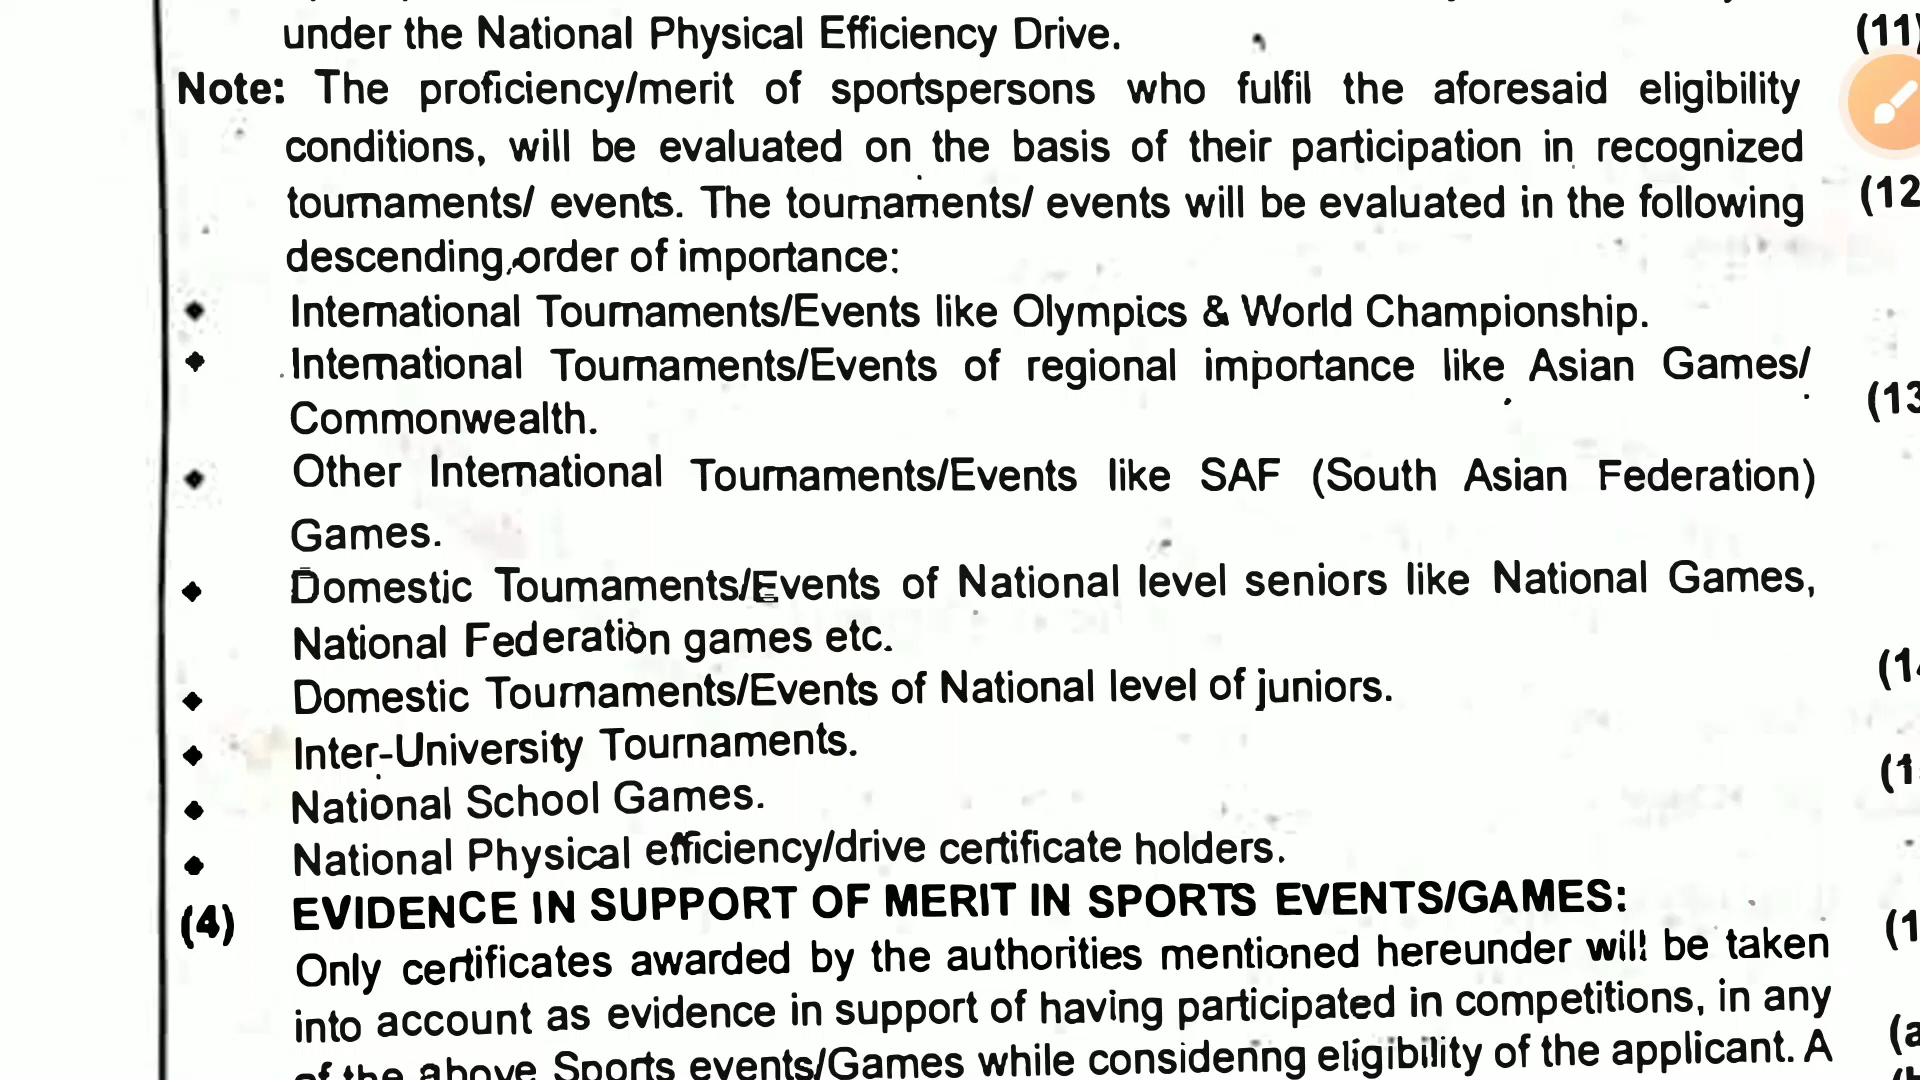 under the National Physical Efficiency Drive.
(11)
Note: The proficiency/merit of sportspersons who fulfil the aforesaid eligibility
conditions, will be evaluated on the basis of their participation in recognized
tournaments/ events. The tournaments/ events will be evaluated in the following
(12
descending order of importance:
◆ International Tournaments/Events like Olympics & World Championship.
◆ International Tournaments/Events of regional importance like Asian Games/
(13
Commonwealth.
◆ Other International Tournaments/Events like SAF (South Asian Federation)
Games.
◆ Domestic Tournaments/Events of National level seniors like National Games,
National Federation games etc.
(14
◆ Domestic Tournaments/Events of National level of juniors.
◆ Inter-University Tournaments.
(1
◆ National School Games.
◆ National Physical efficiency/drive certificate holders.
(4) EVIDENCE IN SUPPORT OF MERIT IN SPORTS EVENTS/GAMES:
(1
Only certificates awarded by the authorities mentioned hereunder will be taken
into account as evidence in support of having participated in competitions, in any
(a
of the above Sports events/Games while considering eligibility of the applicant. A